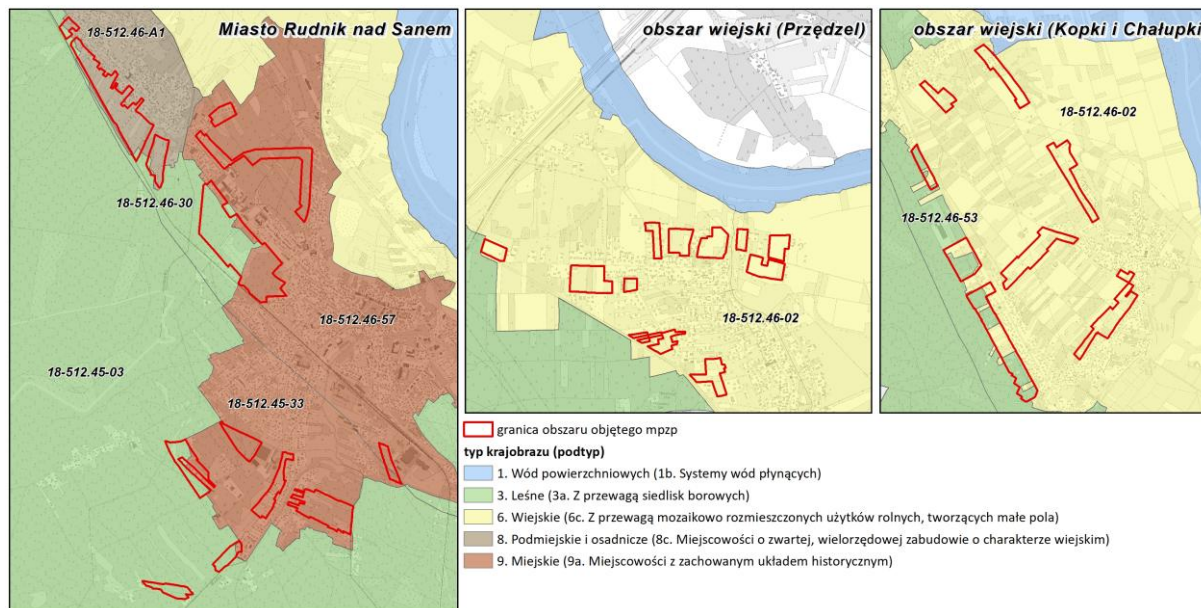 Miasto Rudnik nad Sanem
18-512.46-A1
18-512.46-30
18-512.46-57
18-512.45-03
18-512.45-33
obszar wiejski (Przędzel)
18-512.46-02
obszar wiejski (Kopki i Chałupki)
18-512.46-02
18-512.46-53
granica obszaru objętego mpzp
typ krajobrazu (podtyp)
1. Wód powierzchniowych (1b. Systemy wód płynących)
3. Leśne (3a. Z przewagą siedlisk borowych)
6. Wiejskie (6c. Z przewagą mozaikowo rozmieszczonych użytków rolnych, tworzących małe pola)
8. Podmiejskie i osadnicze (8c. Miejscowości o zwartej, wielorzędowej zabudowie o charakterze wiejskim)
9. Miejskie (9a. Miejscowości z zachowanym układem historycznym)